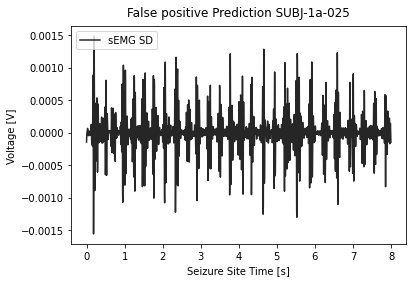 False positive Prediction SUBJ-1a-025
sEMG SD
0.0015
0.0010
0.0005
0.0000
−0.0005
−0.0010
−0.0015
Voltage [V]
0 1 2 3 4 5 6 7 8
Seizure Site Time [s]